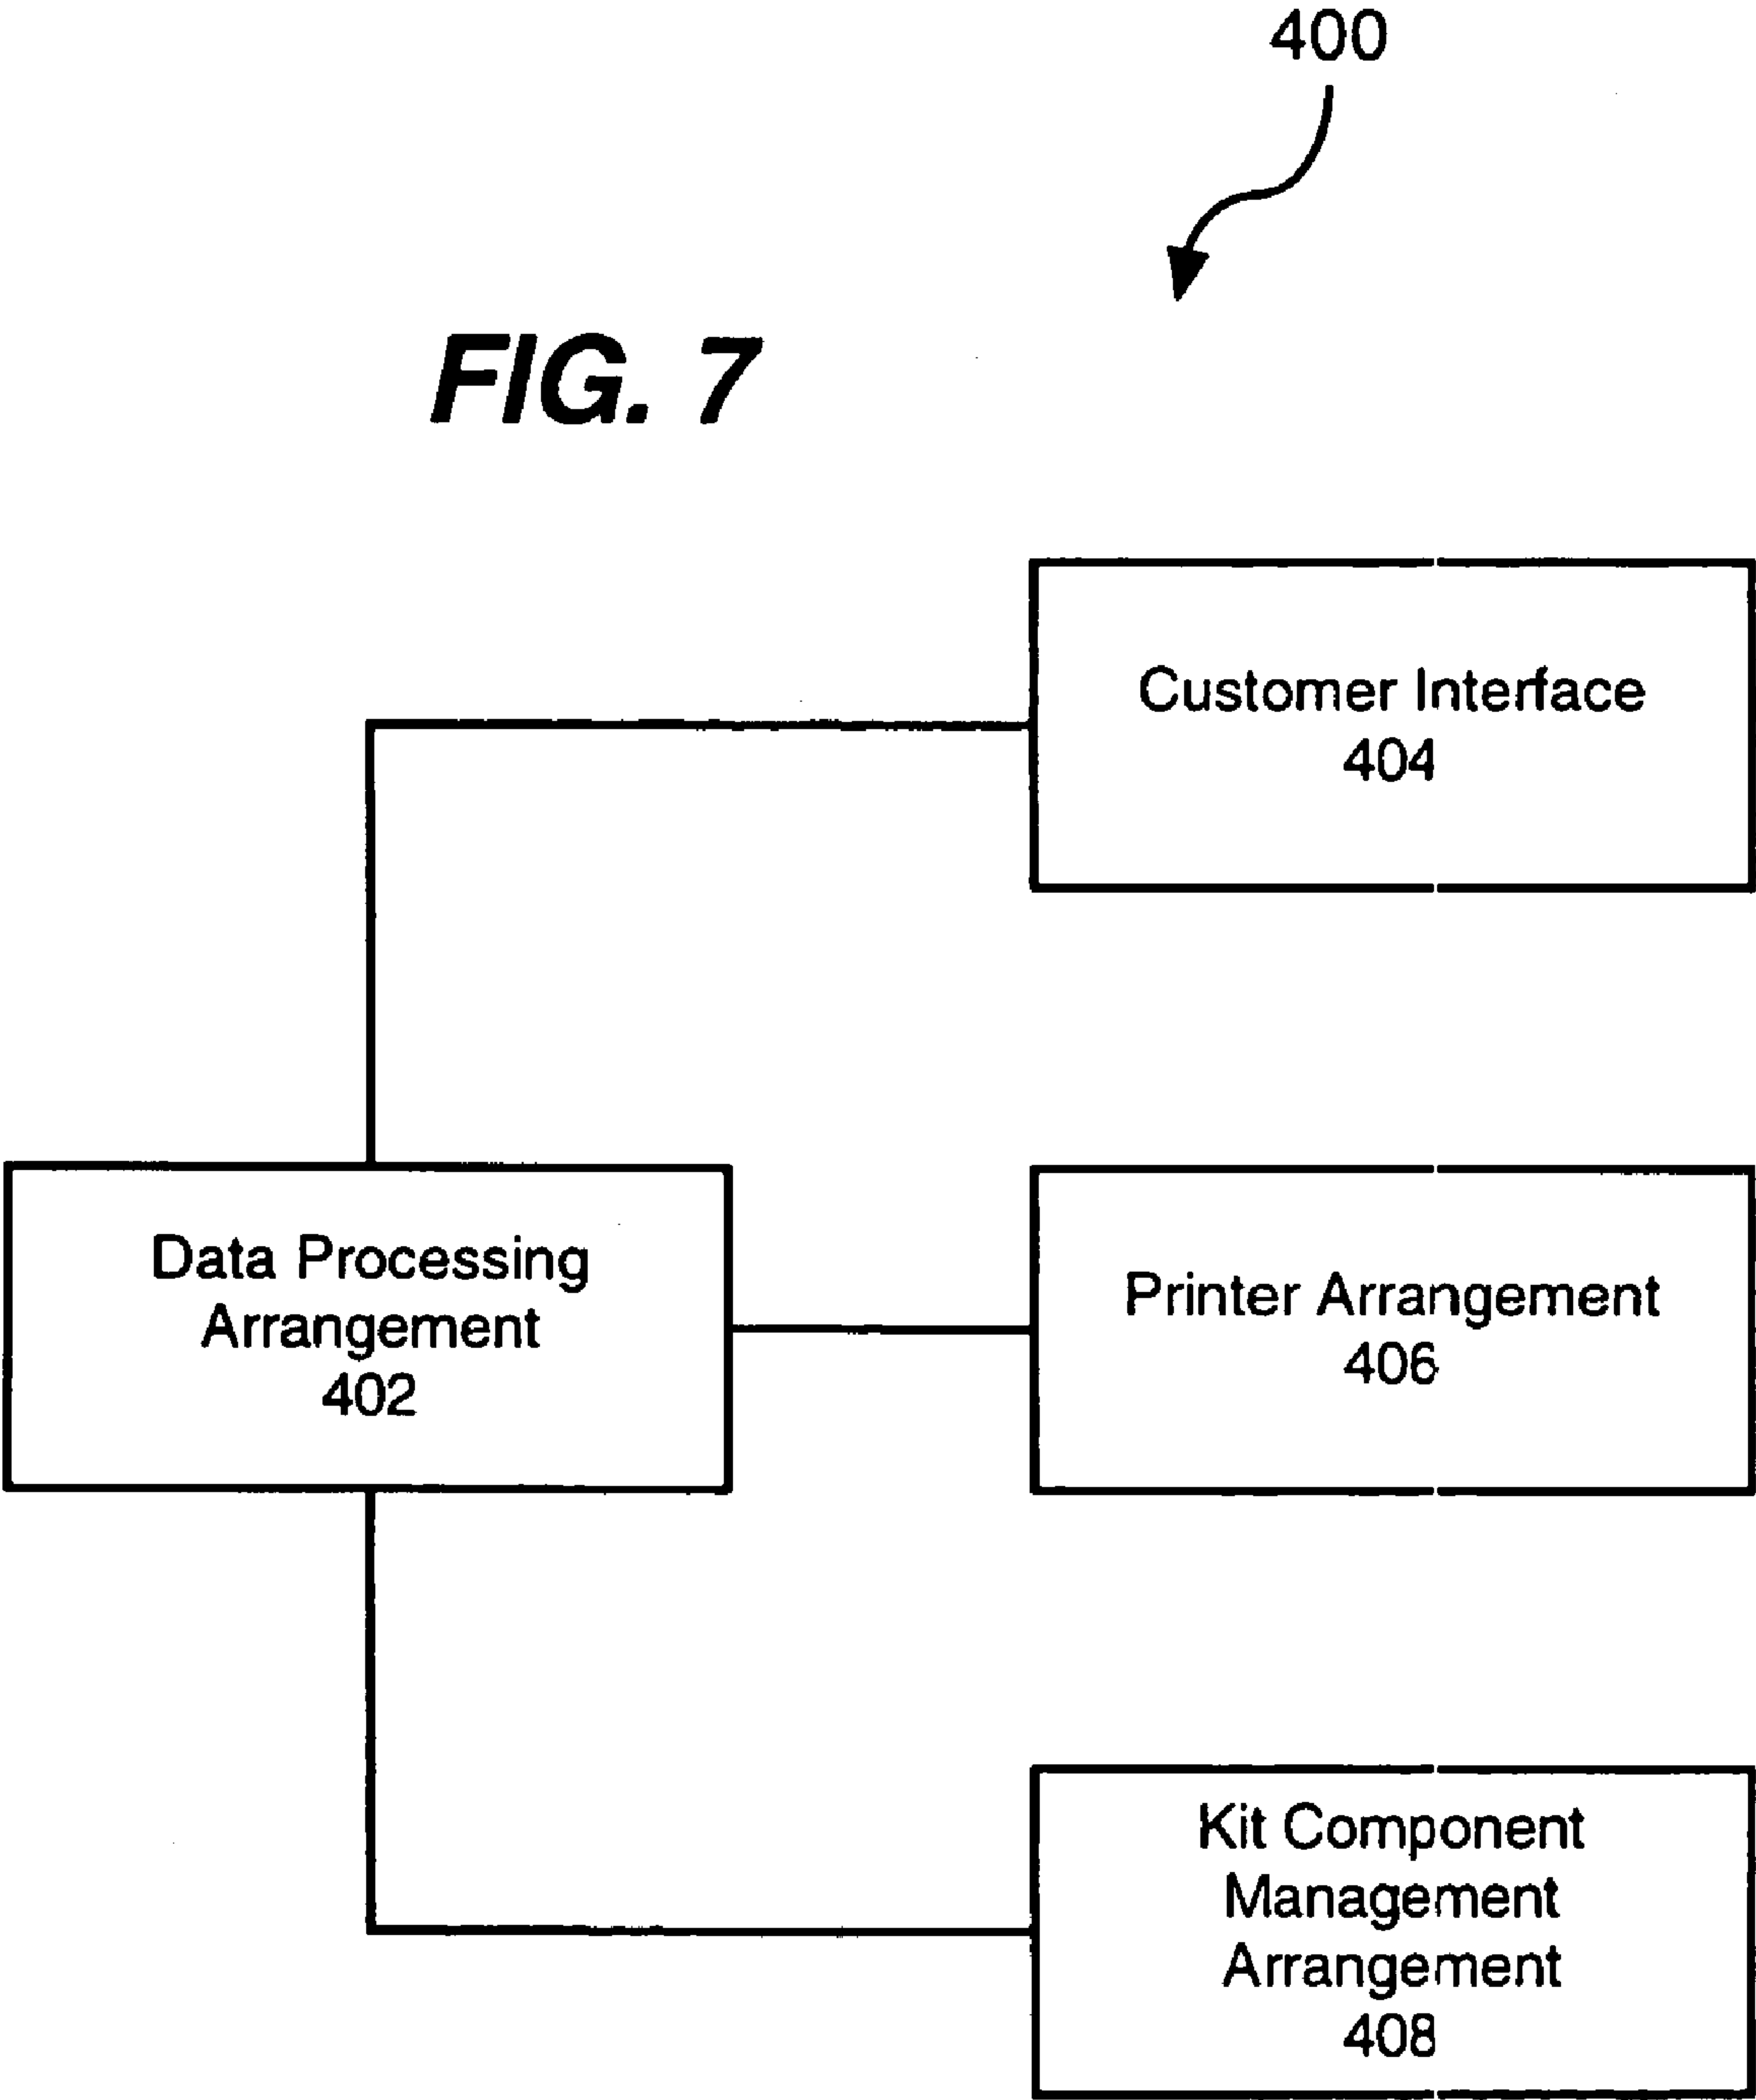 400
FIG. 7
Customer Interface
404
Data Processing
Arrangement
402
Printer Arrangement
406
Kit Component
Management
Arrangement
408